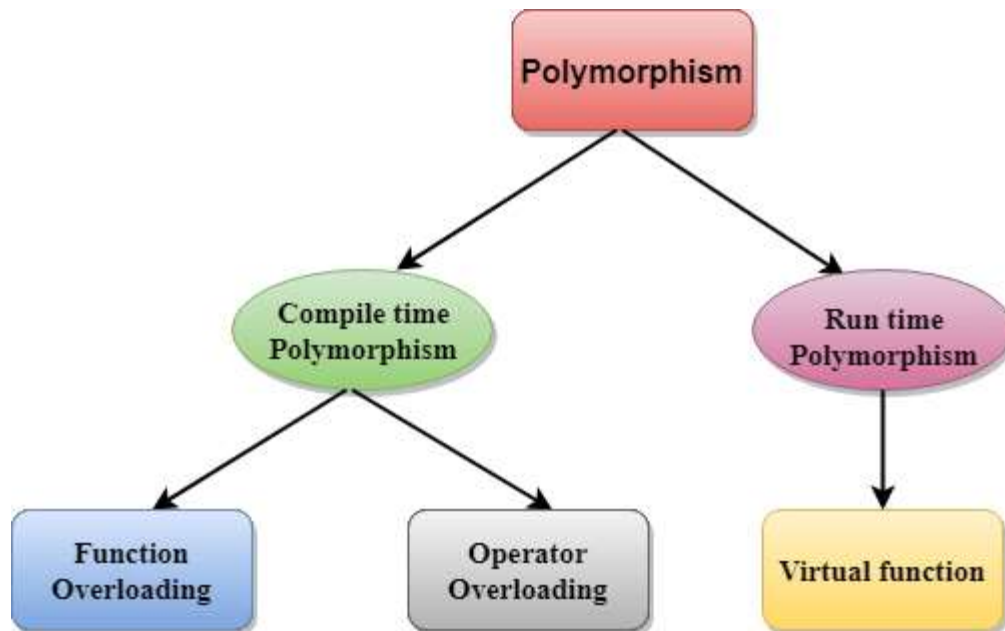 Polymorphism
Compile time
Polymorphism
Run time
Polymorphism
Function
Overloading
Operator
Overloading
Virtual function